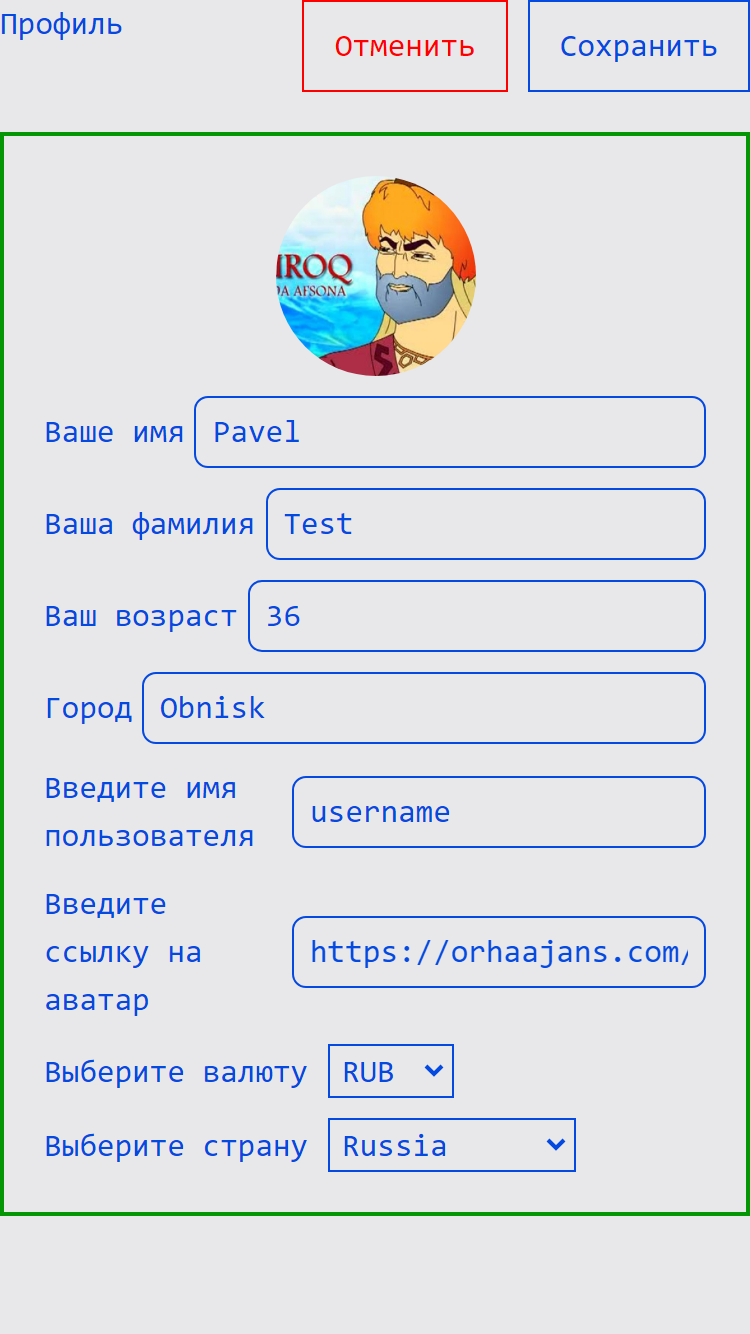 Профиль
Отменить
Сохранить
IROQ
DA AFSONA
Ваше имя
Pavel
Ваша фамилия
Test
Ваш возраст
36
Город
Obnisk
Введите имя
пользователя
username
Введите
ссылку на
аватар
https://orhaajans.com/
Выберите валюту
RUB
Выберите страну
Russia